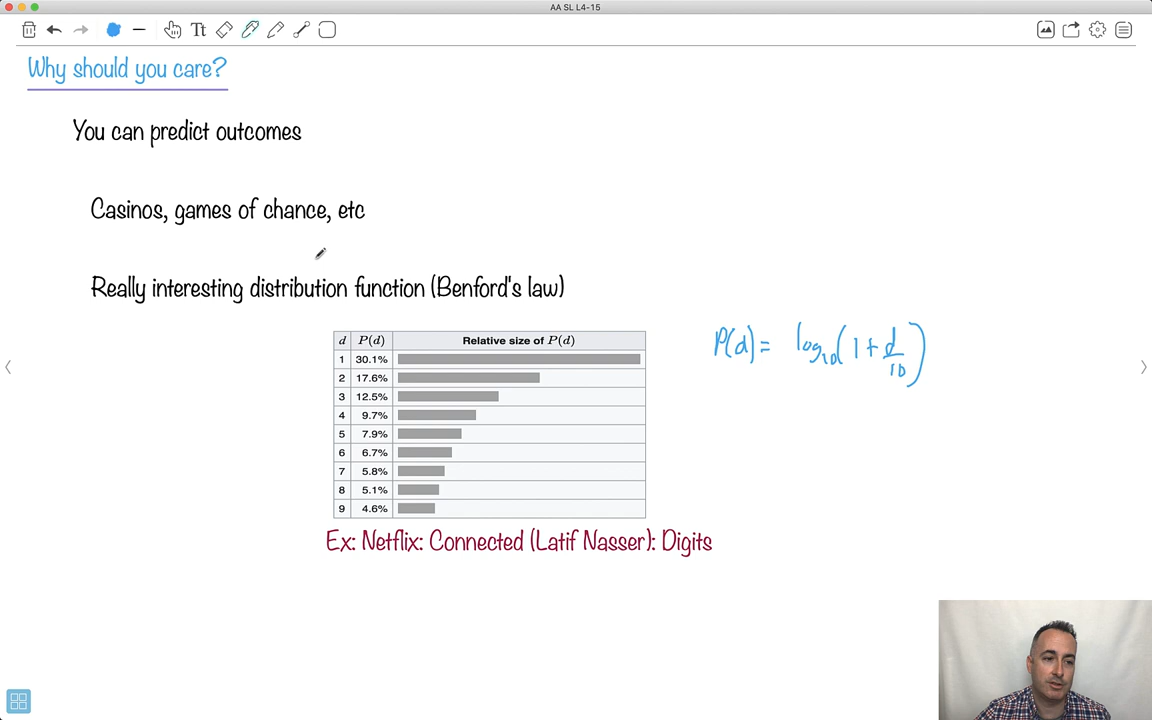 AA SL L4-15
Tt
Why should you care?
You can predict outcomes
Casinos, games of chance, etc
Really interesting distribution function (Benford's law)
d P(d) Relative size of P(d)
1 30.1%
2 17.6%
3 12.5%
4 9.7%
5 7.9%
6 6.7%
7 5.8%
8 5.1%
9 4.6%
P(d) = log10(1 + d/10)
Ex: Netflix: Connected (Latif Nasser): Digits